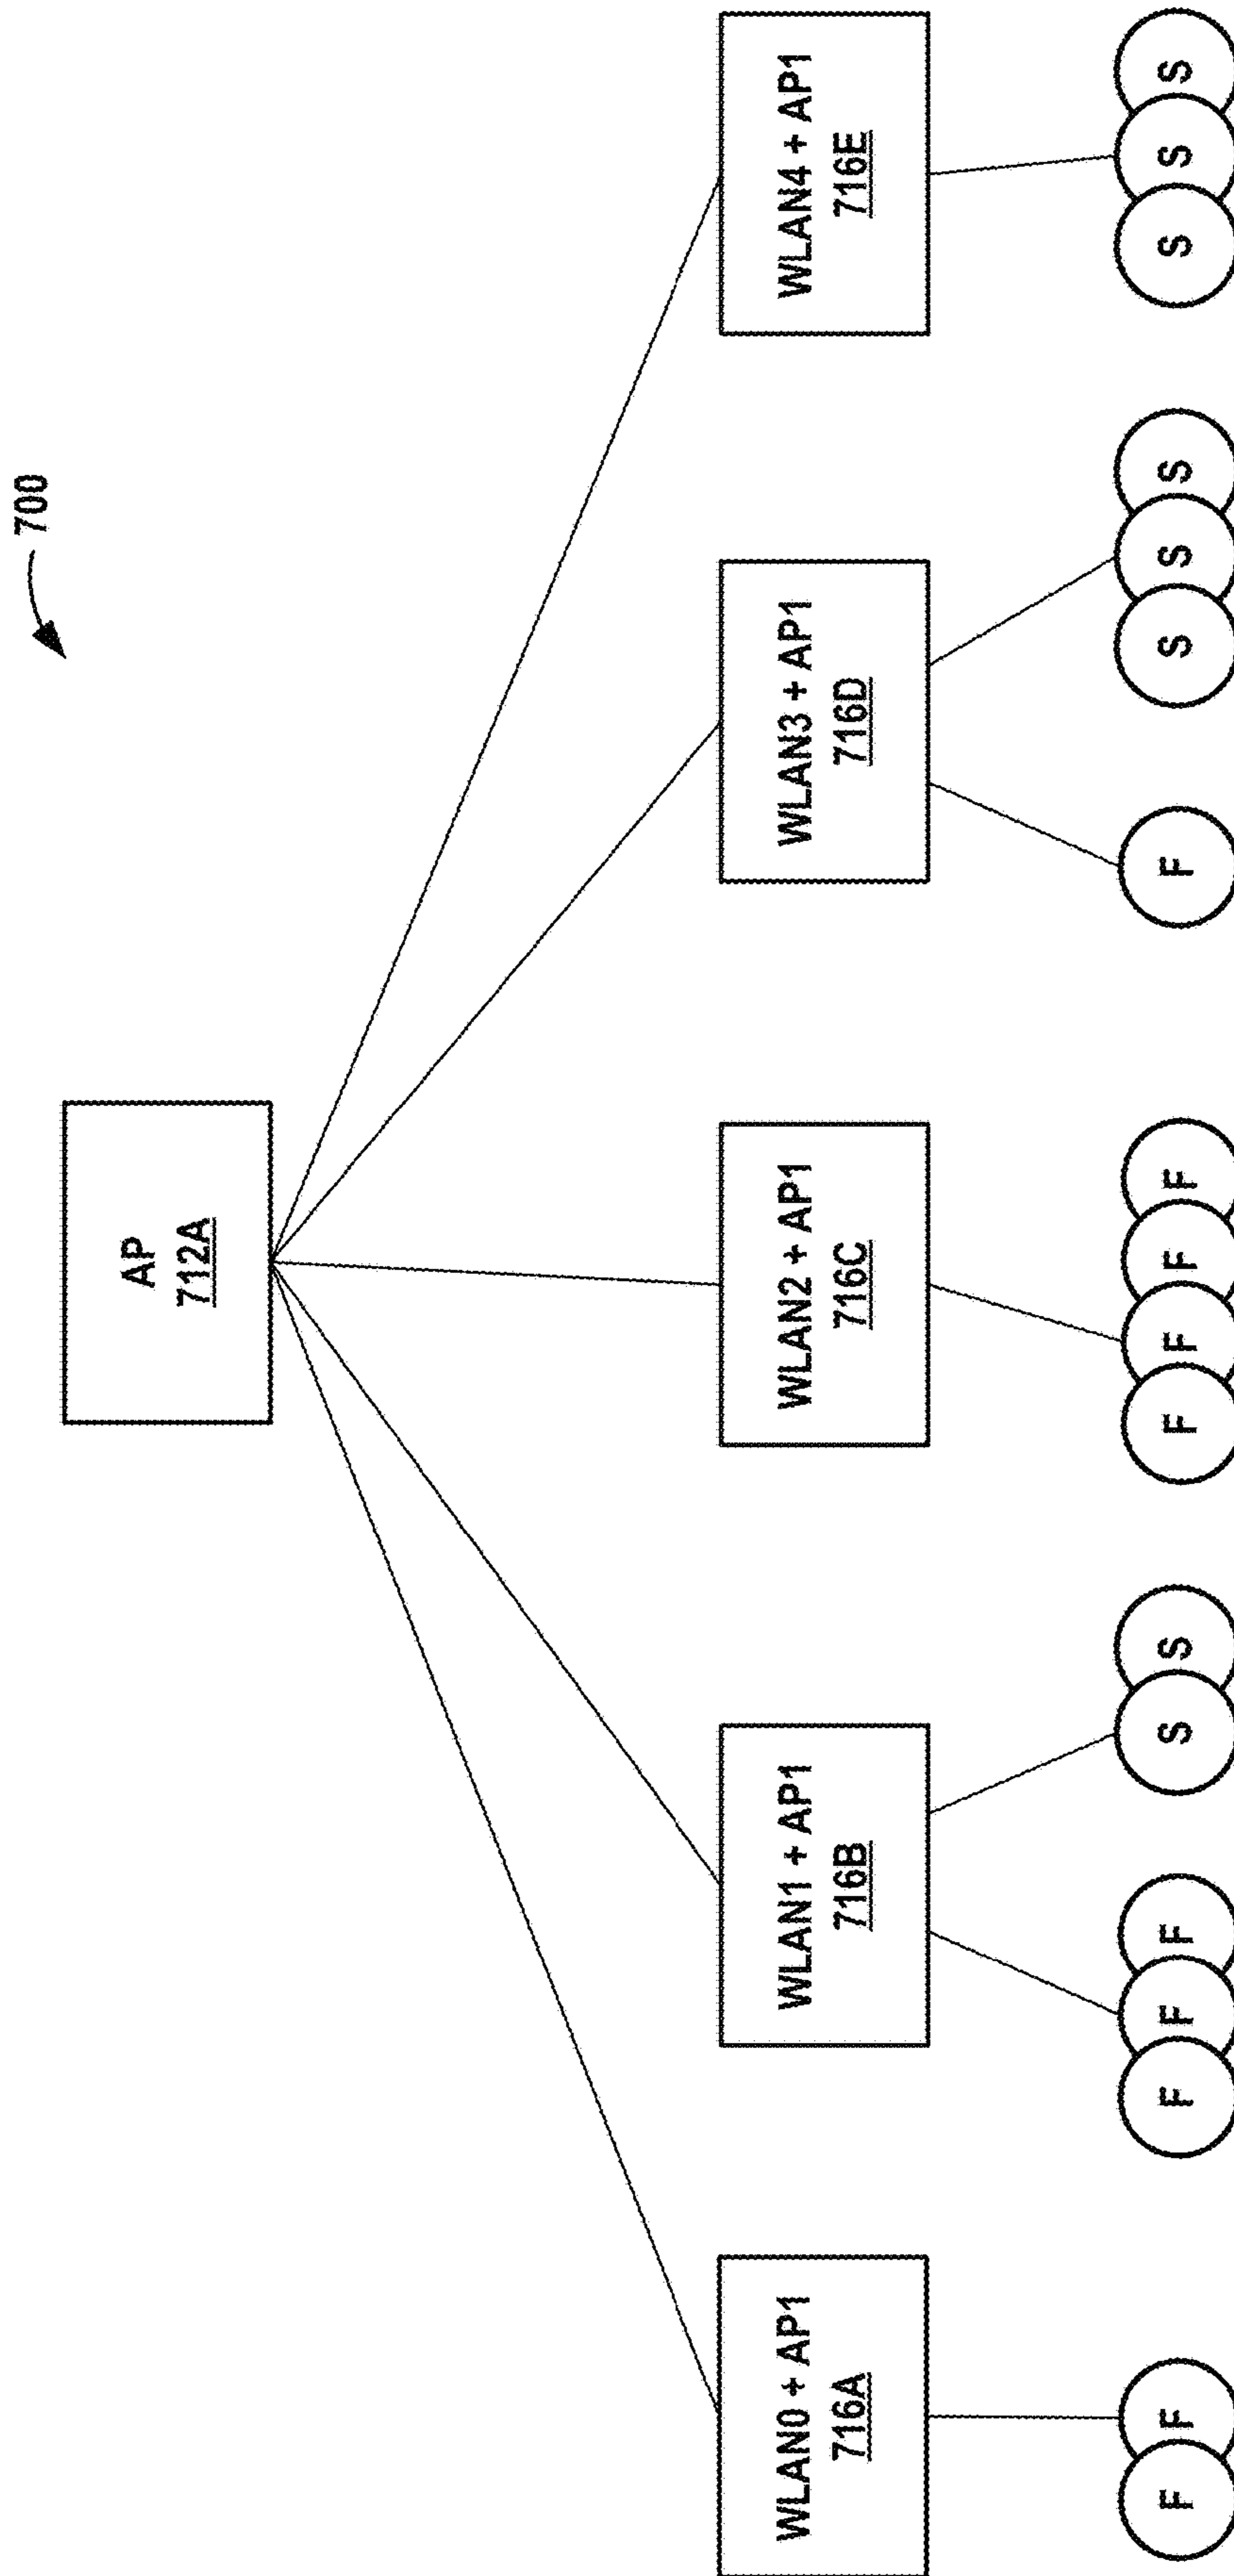 700
AP
712A
WLAN0 + AP1
716A
WLAN1 + AP1
716B
WLAN2 + AP1
716C
WLAN3 + AP1
716D
WLAN4 + AP1
716E
F F
F F F
S S
F F F F
F
S S S
S S S